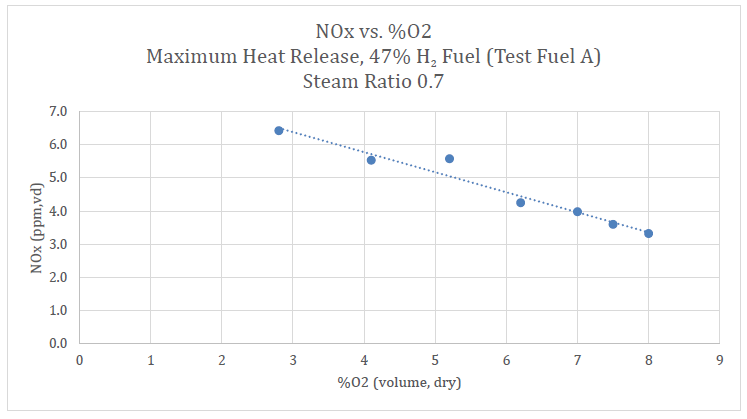 NOx vs. %O2
Maximum Heat Release, 47% H₂ Fuel (Test Fuel A)
Steam Ratio 0.7
7.0
6.0
5.0
4.0
3.0
2.0
1.0
0.0
NOx (ppm,vd)
0 1 2 3 4 5 6 7 8 9
%O2 (volume, dry)